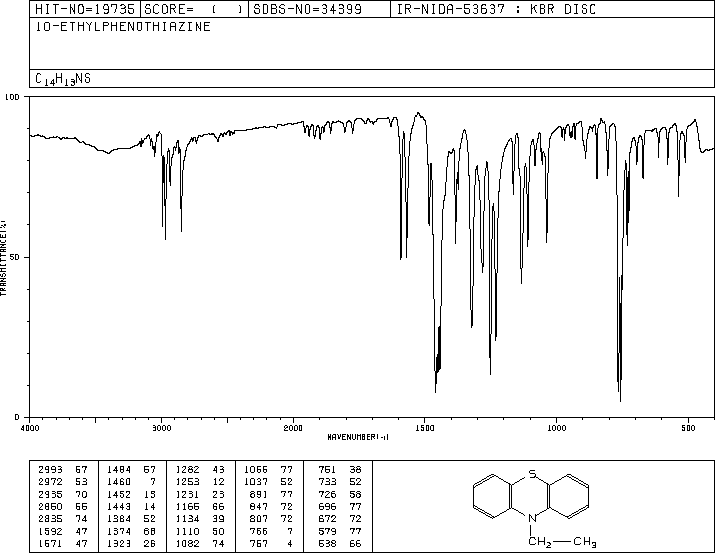 HIT-NO=19735 SCORE= ( ) SDBS-NO=34399 IR-NIDA-53637 : KBR DISC
10-ETHYLPHENOTHIAZINE
C14H13NS
100
50
0
TRANSMITTANCE(%)
4000 3000 2000 1500 1000 500
WAVENUMBER(-1)
2993 57 1484 57 1282 43 1066 77 751 38
2972 53 1460 7 1253 12 1037 52 733 52
2935 70 1452 15 1231 23 891 77 726 58
2860 66 1443 14 1166 66 847 72 696 77
2835 74 1384 52 1134 39 807 72 672 72
1592 47 1374 68 1110 50 766 7 579 77
1571 47 1323 26 1082 74 757 4 538 66
S
N
CH2 CH3